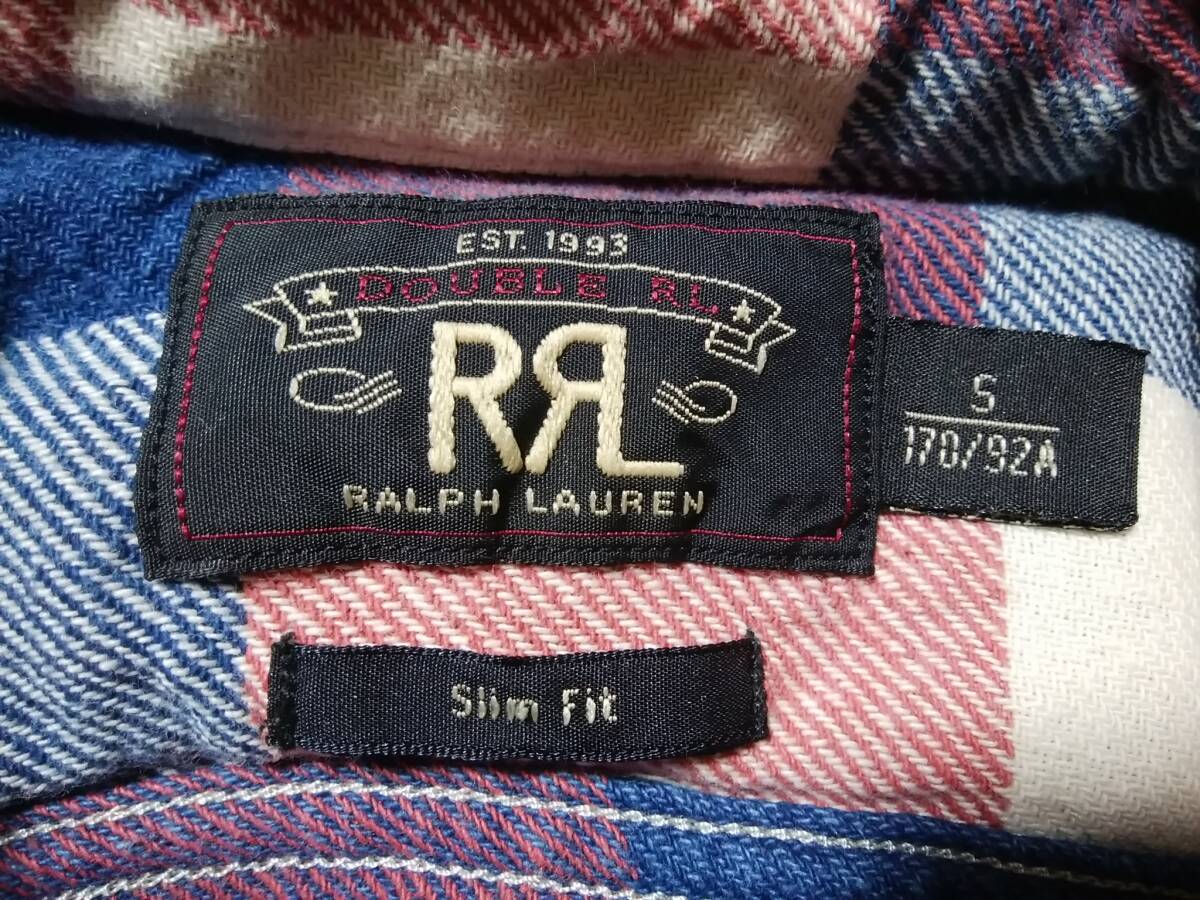 EST. 1993
DOUBLE RL
RRL
RALPH LAUREN
S
170/92A
Slim Fit